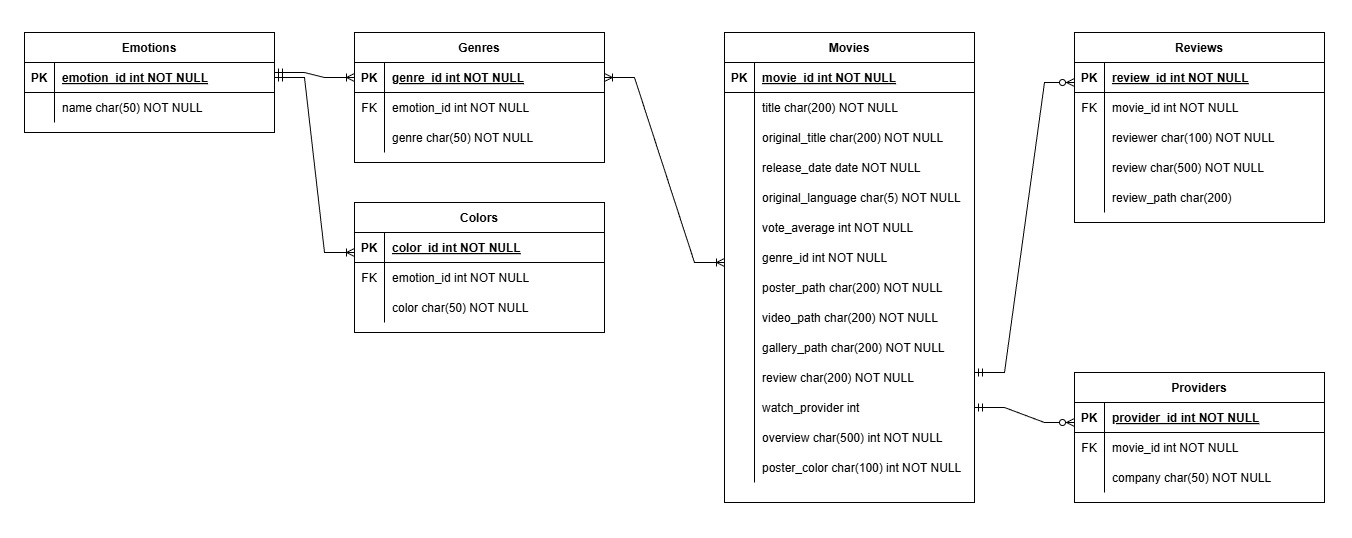 Emotions
PK emotion_id int NOT NULL
name char(50) NOT NULL
Genres
PK genre_id int NOT NULL
FK emotion_id int NOT NULL
genre char(50) NOT NULL
Colors
PK color_id int NOT NULL
FK emotion_id int NOT NULL
color char(50) NOT NULL
Movies
PK movie_id int NOT NULL
title char(200) NOT NULL
original_title char(200) NOT NULL
release_date date NOT NULL
original_language char(5) NOT NULL
vote_average int NOT NULL
genre_id int NOT NULL
poster_path char(200) NOT NULL
video_path char(200) NOT NULL
gallery_path char(200) NOT NULL
review char(200) NOT NULL
watch_provider int
overview char(500) int NOT NULL
poster_color char(100) int NOT NULL
Reviews
PK review_id int NOT NULL
FK movie_id int NOT NULL
reviewer char(100) NOT NULL
review char(500) NOT NULL
review_path char(200)
Providers
PK provider_id int NOT NULL
FK movie_id int NOT NULL
company char(50) NOT NULL